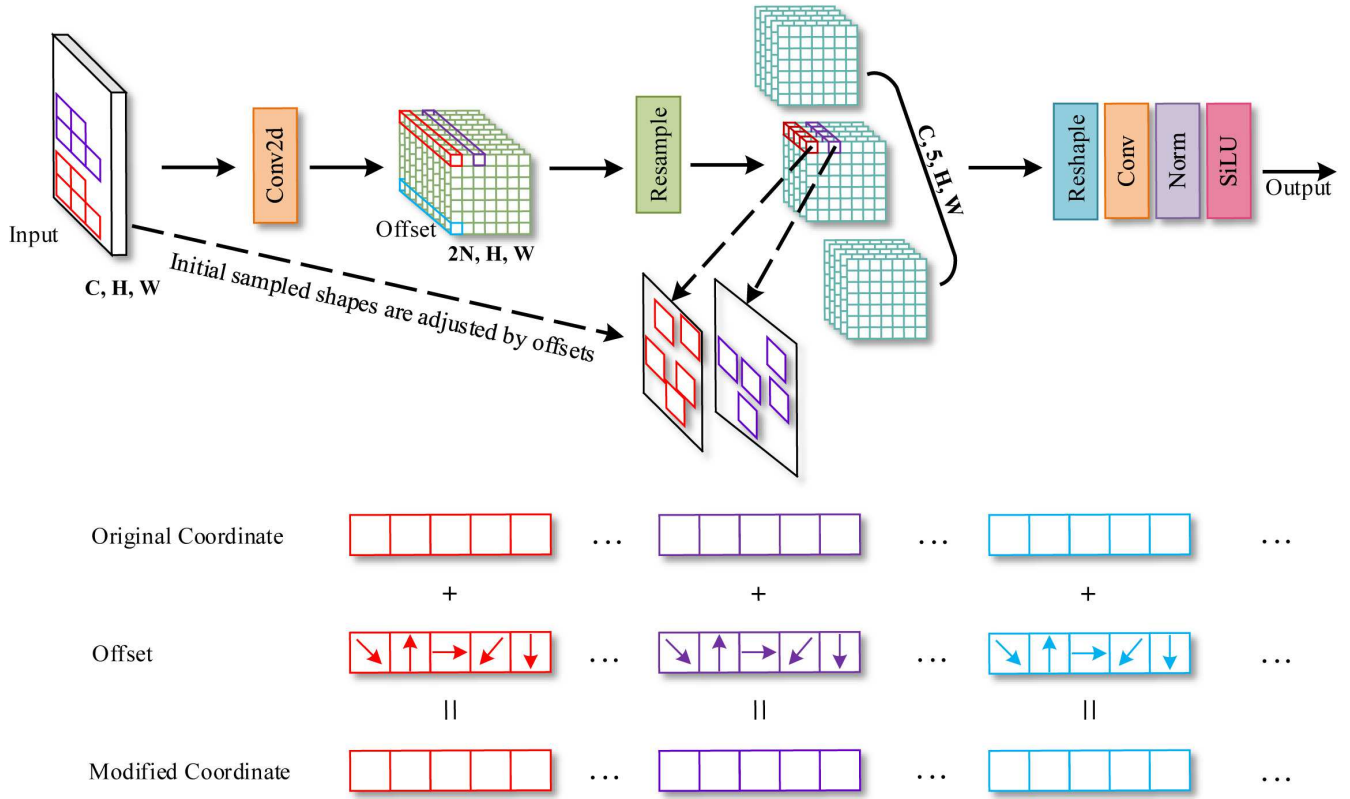 Input
C, H, W
Conv2d
Offset
2N, H, W
Resample
C, 5, H, W
Reshaple
Conv
Norm
SiLU
Output
Initial sampled shapes are adjusted by offsets
Original Coordinate
... ... ...
+ + +
Offset
... ... ...
= = =
Modified Coordinate
... ... ...